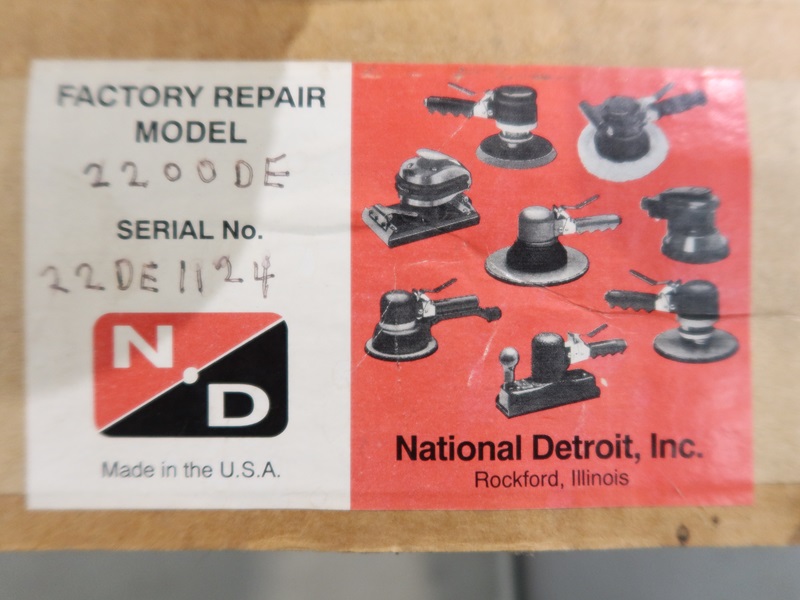 FACTORY REPAIR
MODEL
2200DE
SERIAL No.
22DE1124
N
D
Made in the U.S.A.
National Detroit, Inc.
Rockford, Illinois